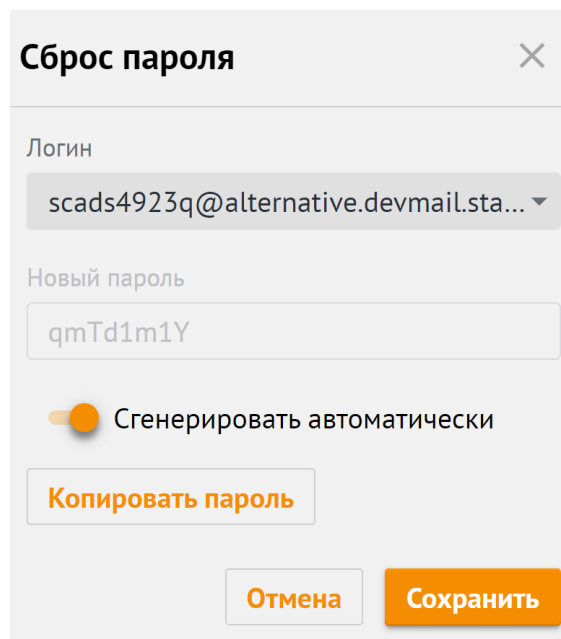 Сброс пароля
Логин
scads4923q@alternative.devmail.sta...
Новый пароль
qmTd1m1Y
Сгенерировать автоматически
Копировать пароль
Отмена
Сохранить